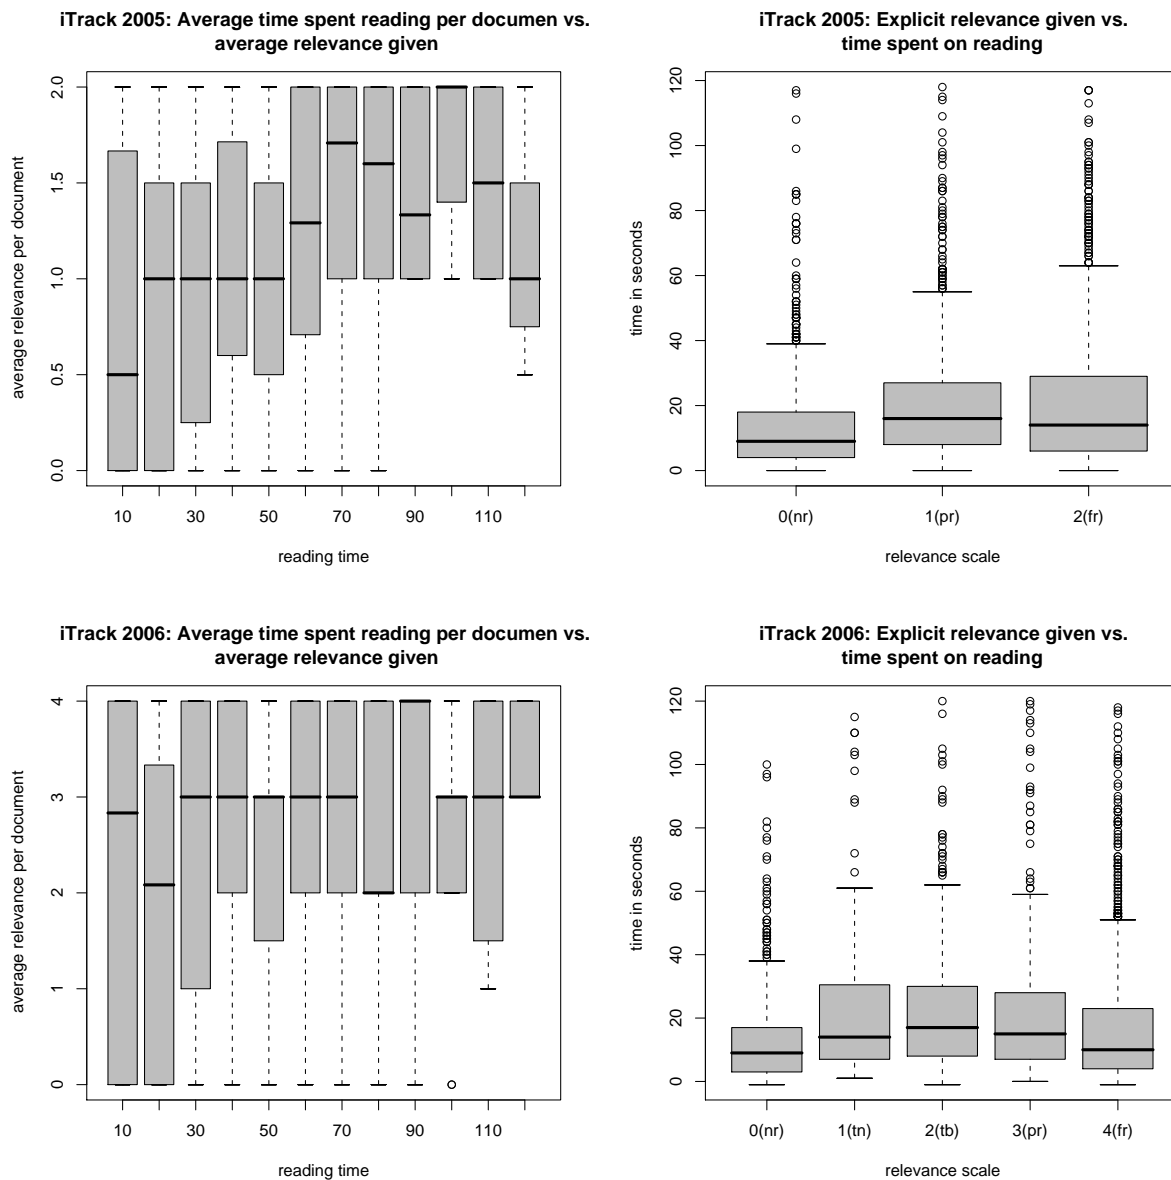 iTrack 2005: Average time spent reading per documen vs.
average relevance given
average relevance per document
0.0 0.5 1.0 1.5 2.0
10 30 50 70 90 110
reading time
iTrack 2005: Explicit relevance given vs.
time spent on reading
time in seconds
0 20 40 60 80 100 120
0(nr) 1(pr) 2(fr)
relevance scale
iTrack 2006: Average time spent reading per documen vs.
average relevance given
average relevance per document
0 1 2 3 4
10 30 50 70 90 110
reading time
iTrack 2006: Explicit relevance given vs.
time spent on reading
time in seconds
0 20 40 60 80 100 120
0(nr) 1(tn) 2(tb) 3(pr) 4(fr)
relevance scale